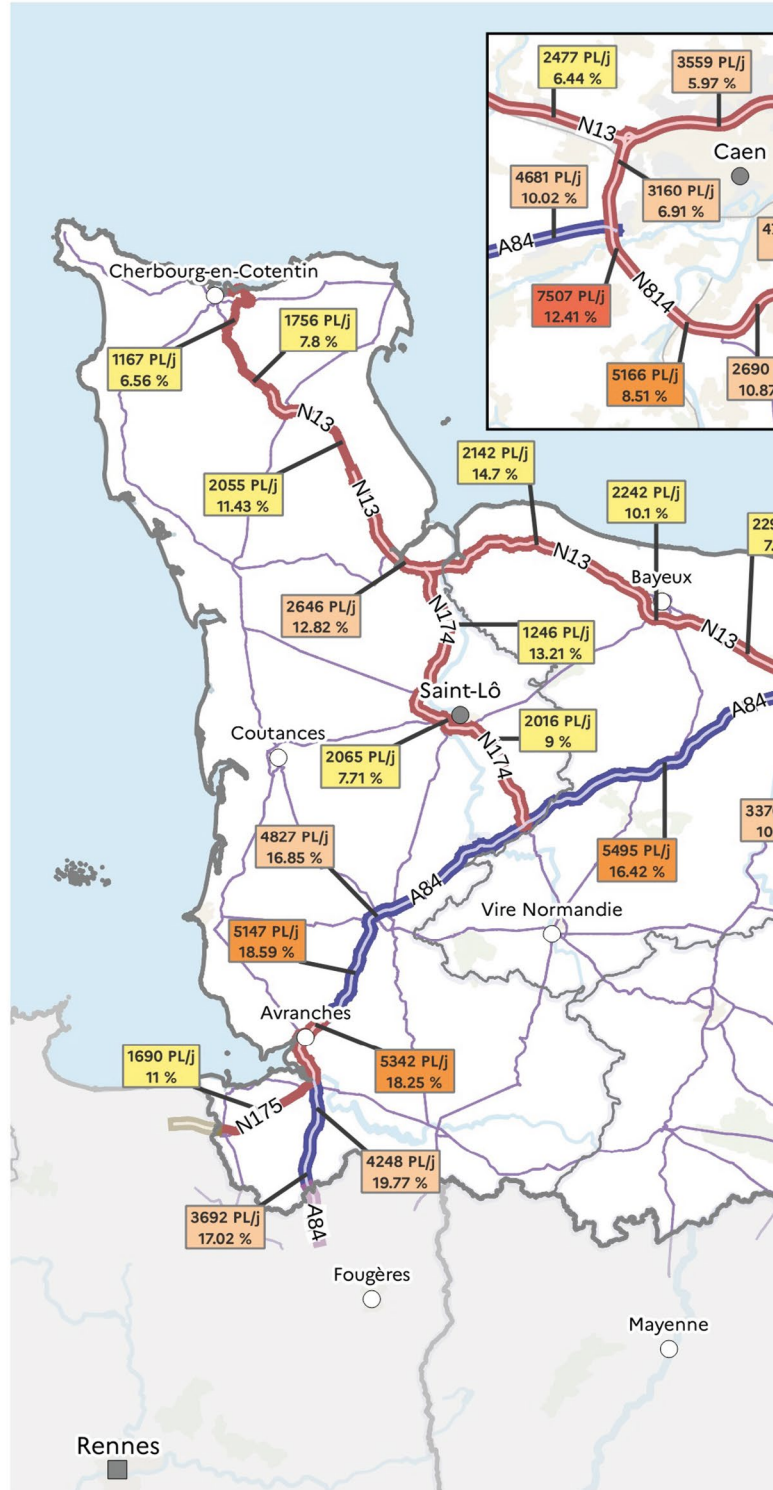 2477 PL/j
6.44 %
3559 PL/j
5.97 %
N13
Caen
4681 PL/j
10.02 %
3160 PL/j
6.91 %
A84
7507 PL/j
12.41 %
N814
5166 PL/j
8.51 %
2690
10.87
Cherbourg-en-Cotentin
1756 PL/j
7.8 %
1167 PL/j
6.56 %
N13
2055 PL/j
11.43 %
N13
2142 PL/j
14.7 %
2242 PL/j
10.1 %
229
7.
N13
Bayeux
2646 PL/j
12.82 %
N174
1246 PL/j
13.21 %
N13
Saint-Lô
A84
2016 PL/j
9 %
Coutances
2065 PL/j
7.71 %
N174
4827 PL/j
16.85 %
3370
10
5495 PL/j
16.42 %
A84
Vire Normandie
5147 PL/j
18.59 %
Avranches
1690 PL/j
11 %
5342 PL/j
18.25 %
N175
4248 PL/j
19.77 %
3692 PL/j
17.02 %
A84
Fougères
Mayenne
Rennes